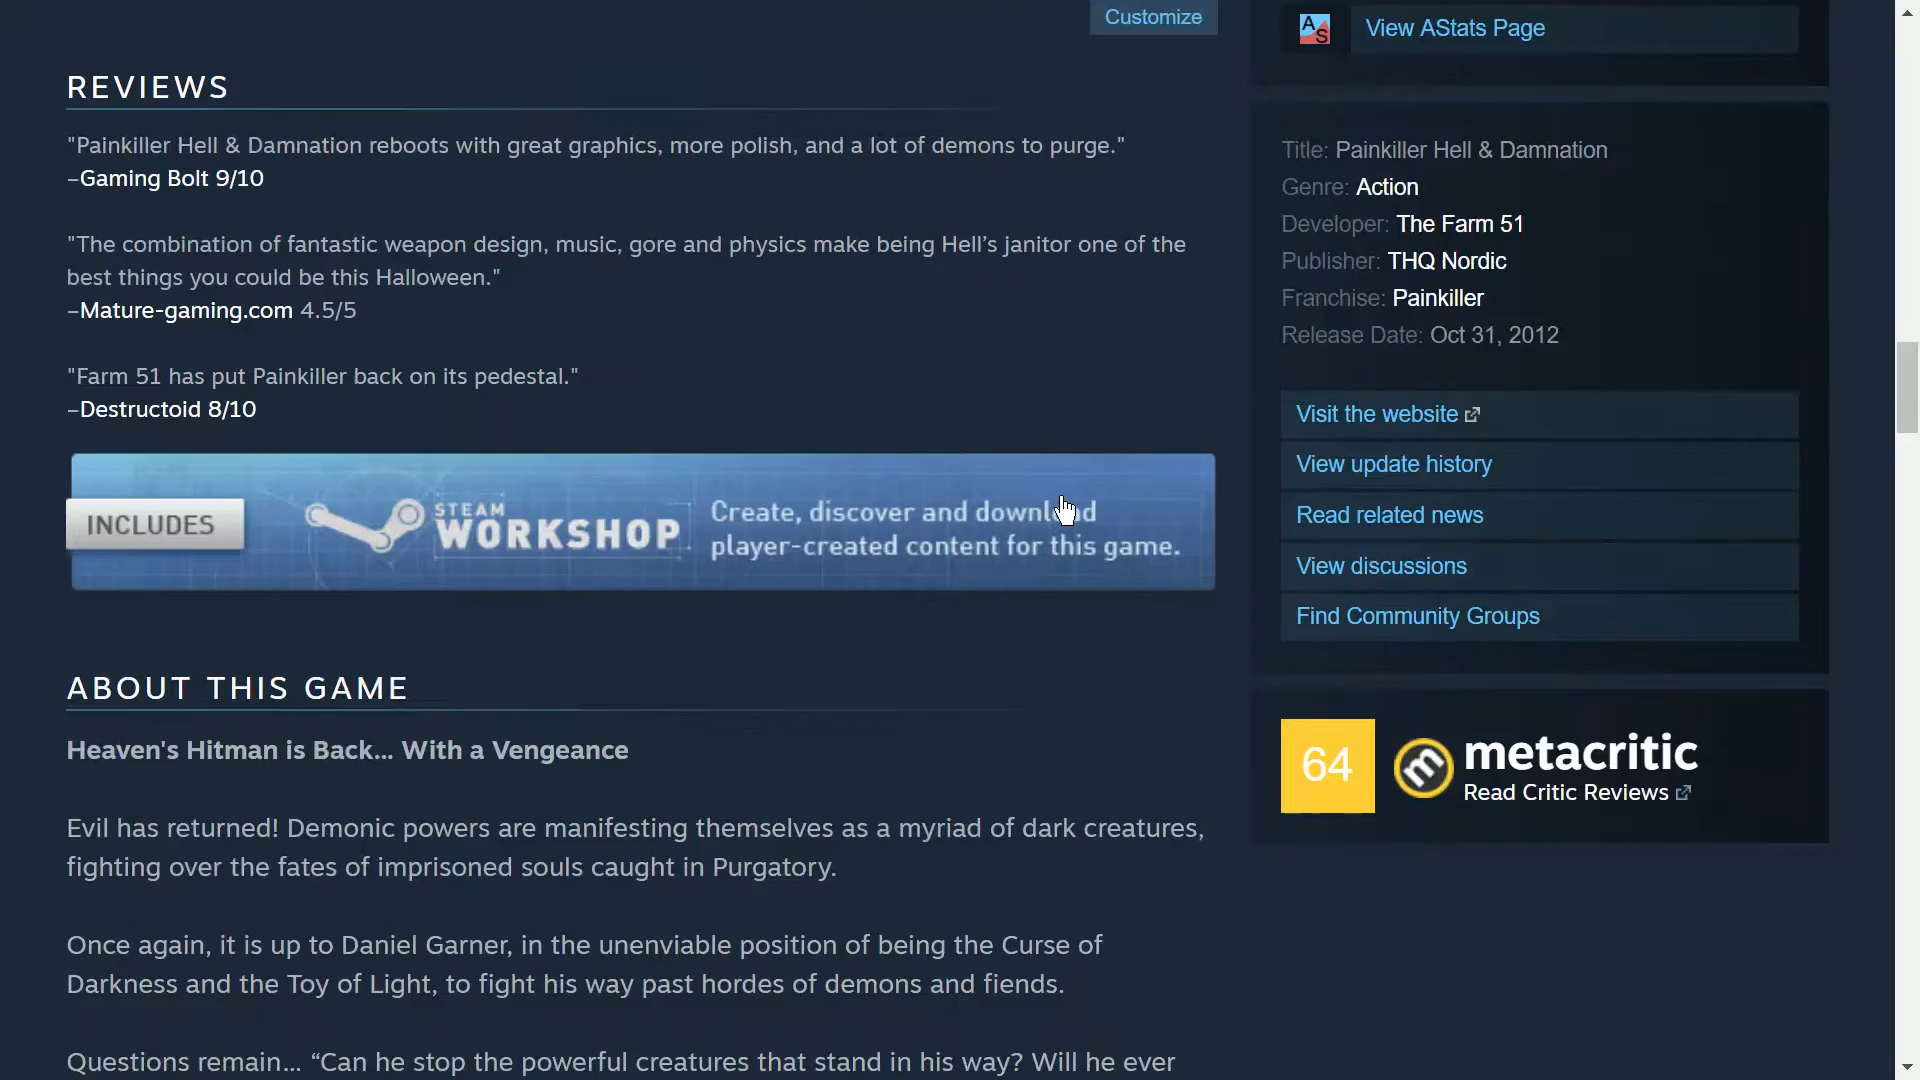 Customize
REVIEWS
"Painkiller Hell & Damnation reboots with great graphics, more polish, and a lot of demons to purge."
–Gaming Bolt 9/10
"The combination of fantastic weapon design, music, gore and physics make being Hell’s janitor one of the
best things you could be this Halloween."
–Mature-gaming.com 4.5/5
"Farm 51 has put Painkiller back on its pedestal."
–Destructoid 8/10
INCLUDES
STEAM
WORKSHOP
Create, discover and download
player-created content for this game.
ABOUT THIS GAME
Heaven's Hitman is Back... With a Vengeance
Evil has returned! Demonic powers are manifesting themselves as a myriad of dark creatures,
fighting over the fates of imprisoned souls caught in Purgatory.
Once again, it is up to Daniel Garner, in the unenviable position of being the Curse of
Darkness and the Toy of Light, to fight his way past hordes of demons and fiends.
Questions remain... “Can he stop the powerful creatures that stand in his way? Will he ever
AS
View AStats Page
Title: Painkiller Hell & Damnation
Genre: Action
Developer: The Farm 51
Publisher: THQ Nordic
Franchise: Painkiller
Release Date: Oct 31, 2012
Visit the website
View update history
Read related news
View discussions
Find Community Groups
64
m
metacritic
Read Critic Reviews